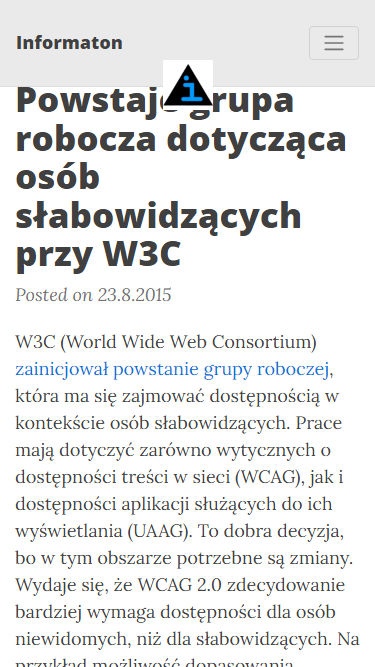 Informaton
Powstaje grupa
robocza dotycząca
osób
słabowidzących
przy W3C
Posted on 23.8.2015
W3C (World Wide Web Consortium)
zainicjował powstanie grupy roboczej,
która ma się zajmować dostępnością w
kontekście osób słabowidzących. Prace
mają dotyczyć zarówno wytycznych o
dostępności treści w sieci (WCAG), jak i
dostępności aplikacji służących do ich
wyświetlania (UAAG). To dobra decyzja,
bo w tym obszarze potrzebne są zmiany.
Wydaje się, że WCAG 2.0 zdecydowanie
bardziej wymaga dostępności dla osób
niewidomych, niż dla słabowidzących. Na
przykład możliwość dopasowania